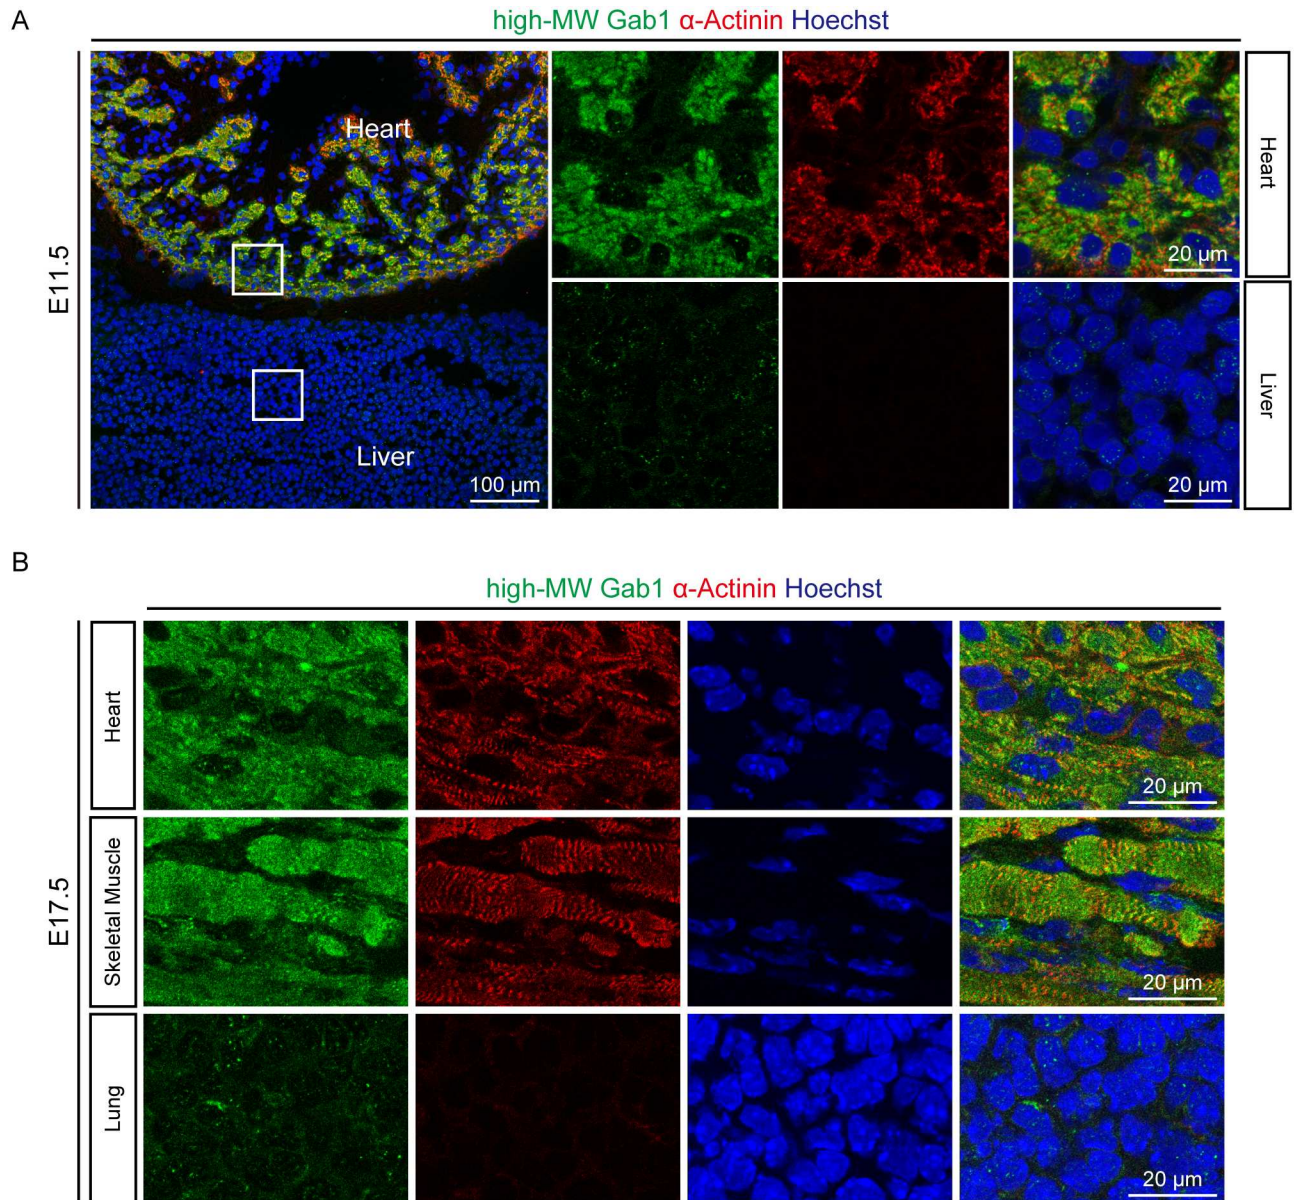 A
high-MW Gab1 α-Actinin Hoechst
E11.5
Heart
Liver
100 µm
20 µm
Heart
20 µm
Liver
B
high-MW Gab1 α-Actinin Hoechst
E17.5
Heart
20 µm
Skeletal Muscle
20 µm
Lung
20 µm